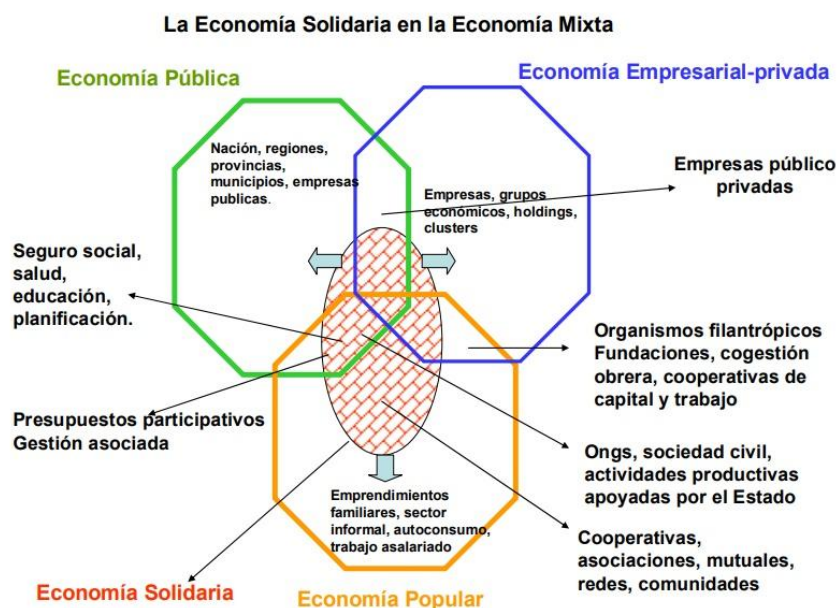 La Economía Solidaria en la Economía Mixta
Economía Pública
Economía Empresarial-privada
Nación, regiones,
provincias,
municipios, empresas
publicas.
Empresas, grupos
económicos, holdings,
clusters
Empresas público
privadas
Seguro social,
salud,
educación,
planificación.
Organismos filantrópicos
Fundaciones, cogestión
obrera, cooperativas de
capital y trabajo
Presupuestos participativos
Gestión asociada
Ongs, sociedad civil,
actividades productivas
apoyadas por el Estado
Emprendimientos
familiares, sector
informal, autoconsumo,
trabajo asalariado
Cooperativas,
asociaciones, mutuales,
redes, comunidades
Economía Solidaria
Economía Popular